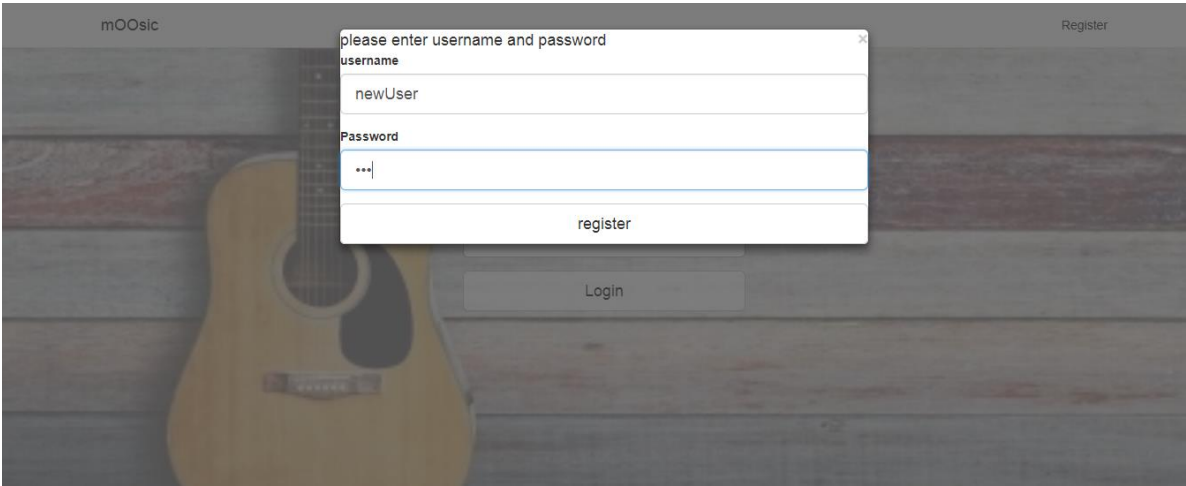 mOOsic
Register
please enter username and password
×
username
newUser
Password
•••
register
Login